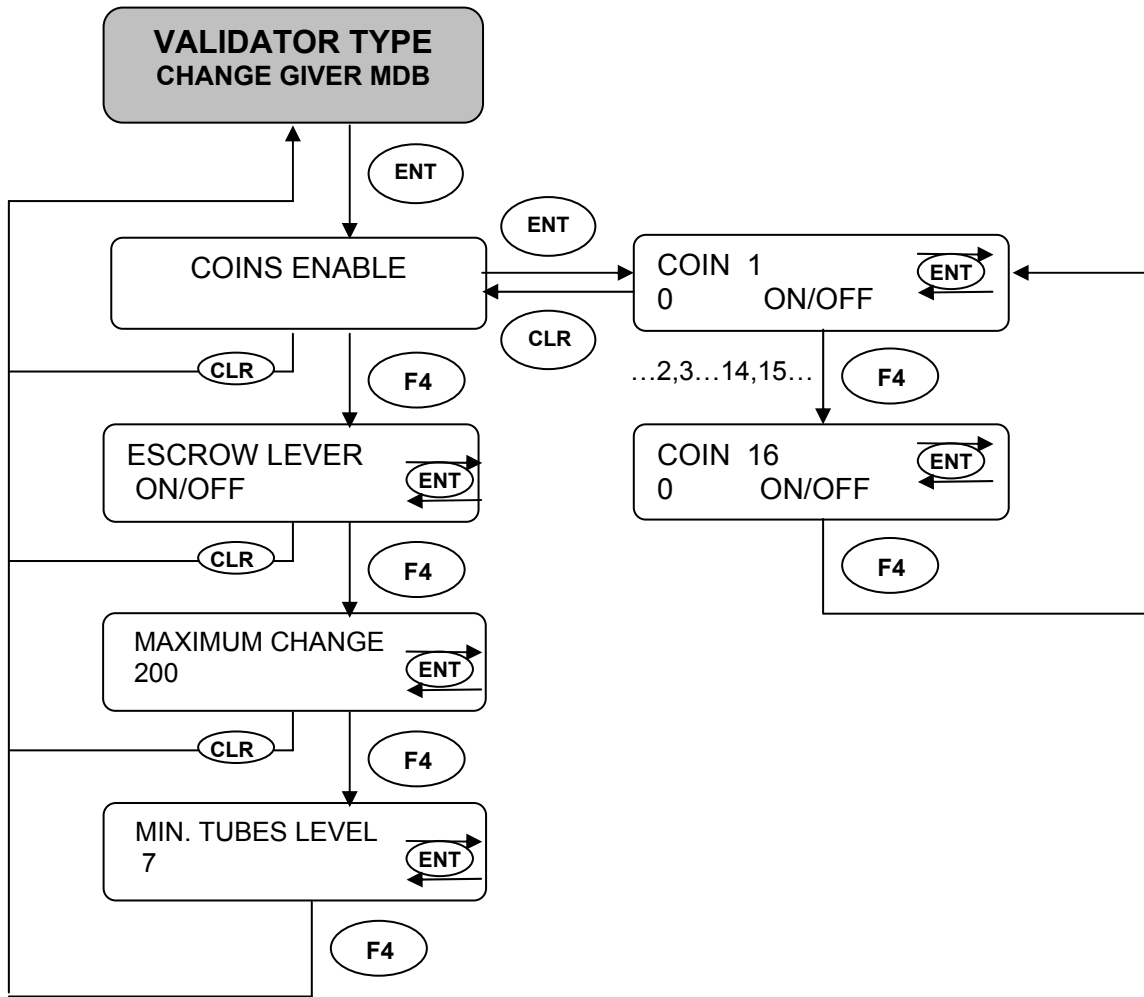 VALIDATOR TYPE
CHANGE GIVER MDB
ENT
COINS ENABLE
ENT
CLR
COIN 1
0 ON/OFF
ENT
CLR
F4
…2,3…14,15…
F4
ESCROW LEVER
ON/OFF
ENT
COIN 16
0 ON/OFF
ENT
CLR
F4
F4
MAXIMUM CHANGE
200
ENT
CLR
F4
MIN. TUBES LEVEL
7
ENT
F4